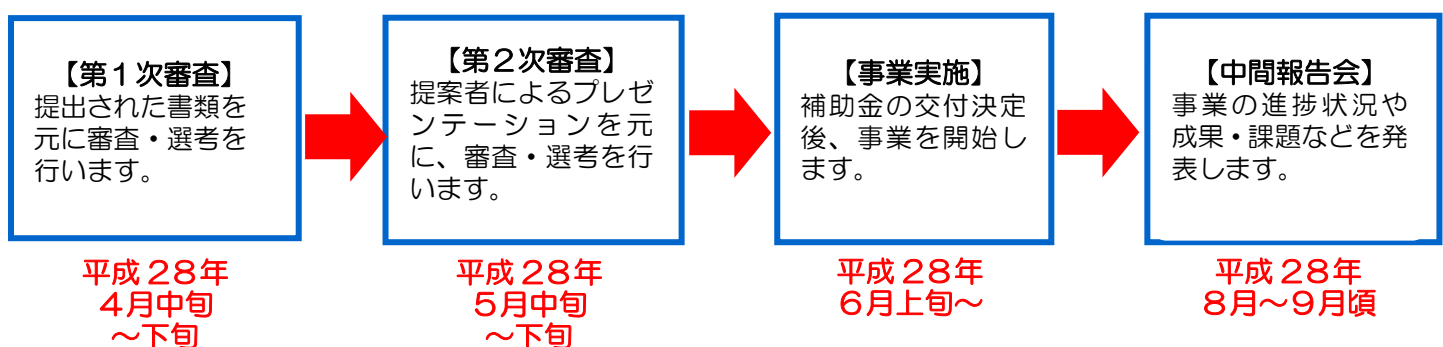 【第１次審査】
提出された書類を
元に審査・選考を
行います。
平成２８年
４月中旬
～下旬
【第２次審査】
提案者によるプレゼ
ンテーションを元
に、審査・選考を行
います。
平成２８年
５月中旬
～下旬
【事業実施】
補助金の交付決定
後、事業を開始し
ます。
平成２８年
６月上旬～
【中間報告会】
事業の進捗状況や
成果・課題などを発
表します。
平成２８年
８月～９月頃